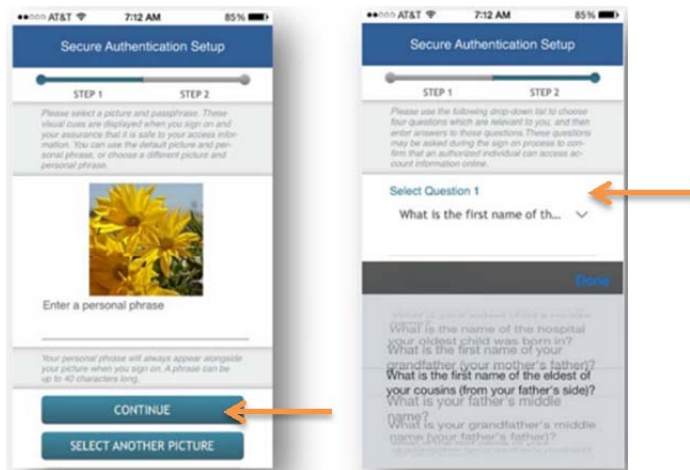 AT&T 7:12 AM 85%
Secure Authentication Setup
STEP 1 STEP 2
Please select a picture and passphrase. These
visual cues are displayed when you sign on and
your assurance that it is safe to your access infor-
mation. You can use the default picture and per-
sonal phrase, or choose a different picture and
personal phrase.
Enter a personal phrase
Your personal phrase will always appear alongside
your picture when you sign on. A phrase can be
up to 40 characters long.
CONTINUE
SELECT ANOTHER PICTURE
AT&T 7:12 AM 85%
Secure Authentication Setup
STEP 1 STEP 2
Please use the following drop-down list to choose
four questions which are relevant to you, and then
enter answers to those questions. These questions
may be asked during the sign on process to con-
firm that an authorized individual can access ac-
count information online.
Select Question 1
What is the first name of th...
Done
name?
What is the name of the hospital
your oldest child was born in?
What is the first name of your
grandfather (your mother's father)?
What is the first name of the eldest of
your cousins (from your father's side)?
What is your father's middle
name?
What is your grandfather's middle
name (your father's father)?